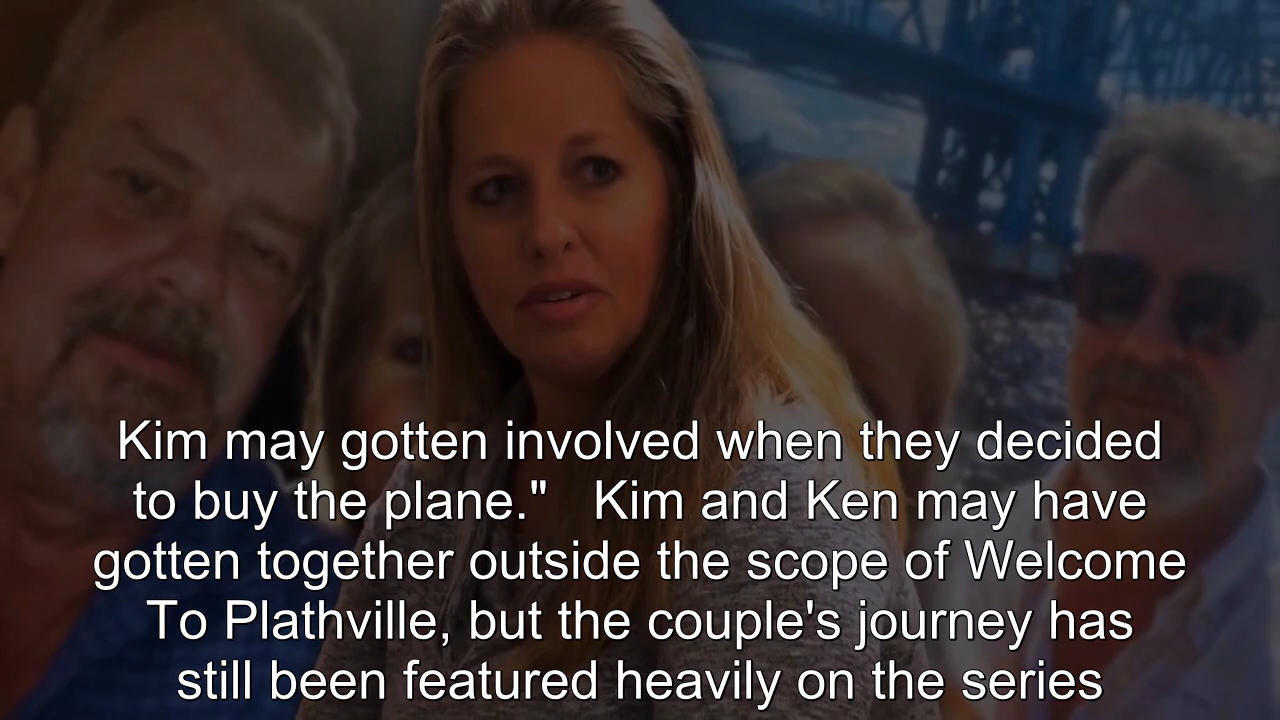 Kim may gotten involved when they decided
to buy the plane."   Kim and Ken may have
gotten together outside the scope of Welcome
To Plathville, but the couple's journey has
still been featured heavily on the series